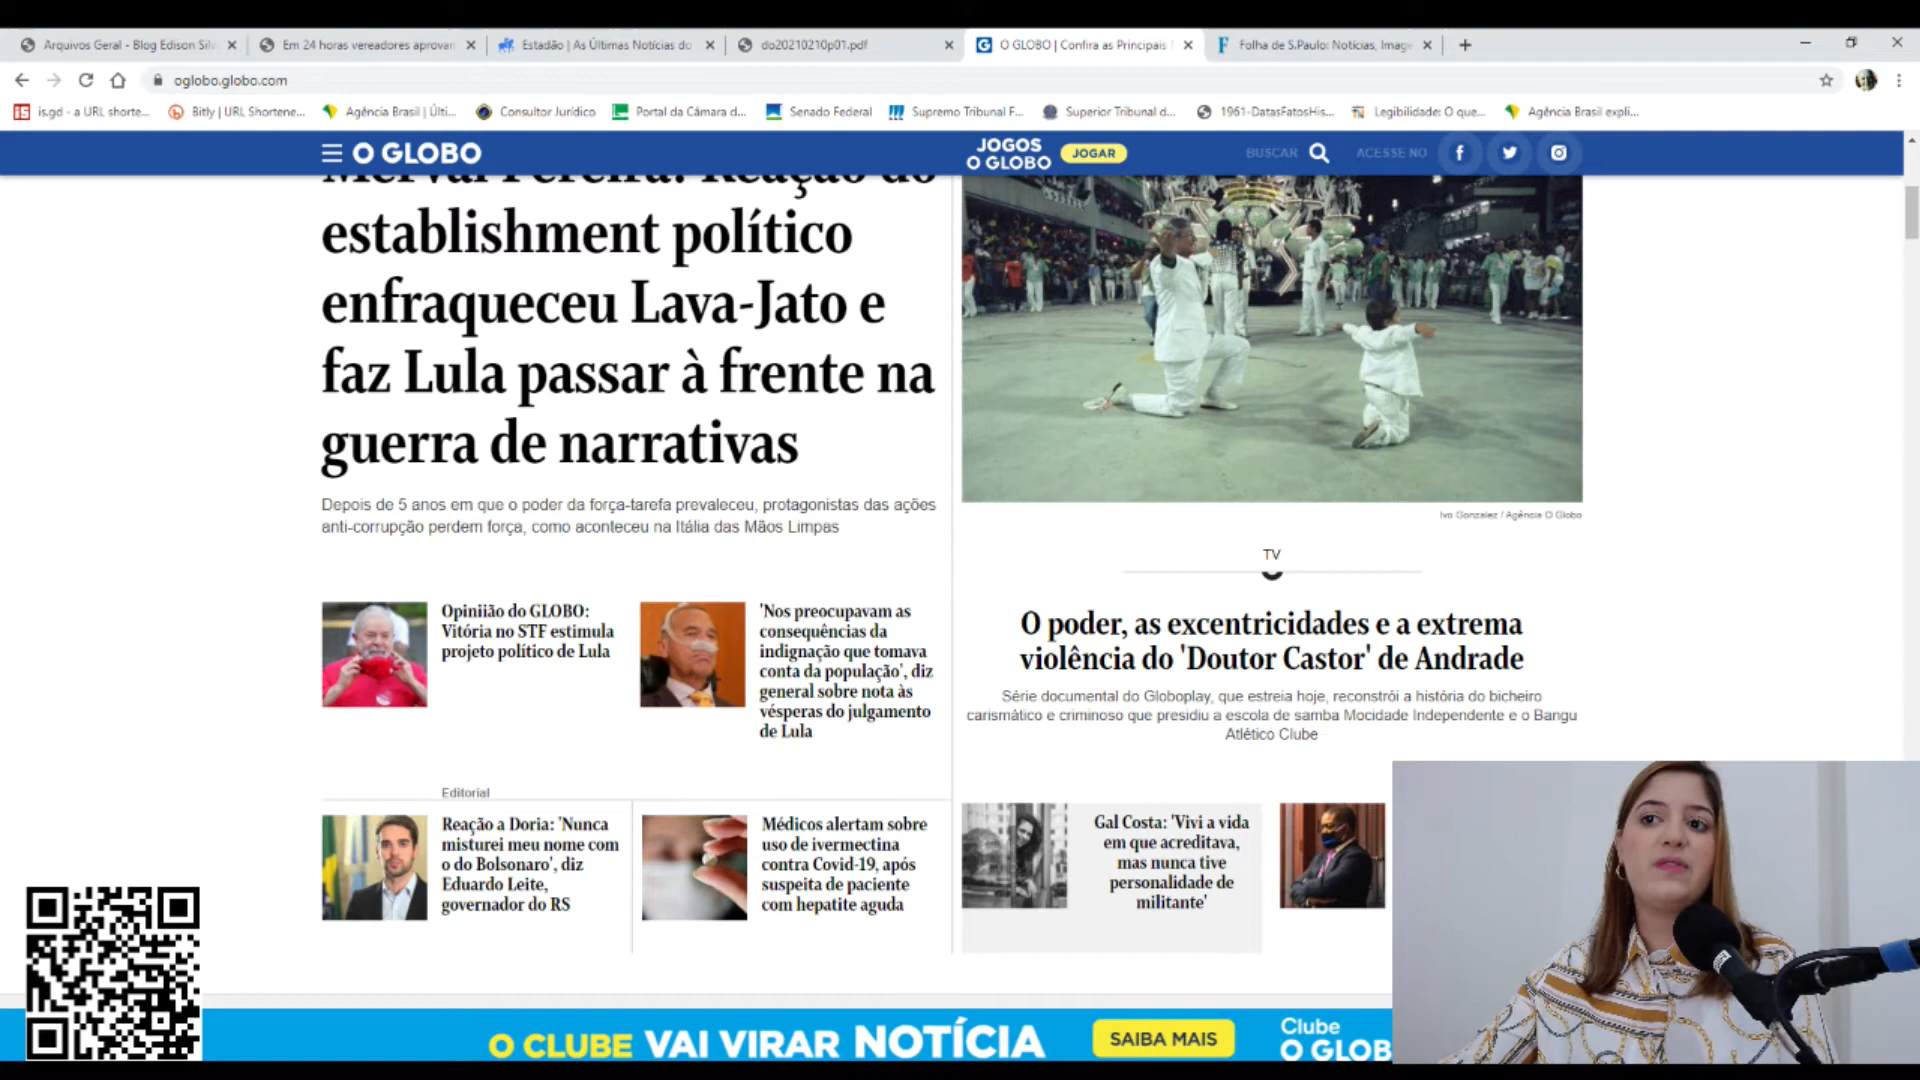 Arquivos Geral - Blog Edison Silv
Em 24 horas vereadores aprovam
Estadão | As Últimas Notícias do
do20210210p01.pdf
O GLOBO | Confira as Principais
Folha de S.Paulo: Notícias, Image
oglobo.globo.com
is.gd - a URL shorte...
Bitly | URL Shortene...
Agência Brasil | Últi...
Consultor Jurídico
Portal da Câmara d...
Senado Federal
Supremo Tribunal F...
Superior Tribunal d...
1961-DatasFatosHis...
Legibilidade: O que...
Agência Brasil expli...
O GLOBO
JOGOS
O GLOBO
JOGAR
BUSCAR
ACESSE NO
Merval Pereira: Reação do
establishment político
enfraqueceu Lava-Jato e
faz Lula passar à frente na
guerra de narrativas
Depois de 5 anos em que o poder da força-tarefa prevaleceu, protagonistas das ações
anti-corrupção perdem força, como aconteceu na Itália das Mãos Limpas
Opiniião do GLOBO:
Vitória no STF estimula
projeto político de Lula
'Nos preocupavam as
consequências da
indignação que tomava
conta da população', diz
general sobre nota às
vésperas do julgamento
de Lula
Editorial
Reação a Doria: 'Nunca
misturei meu nome com
o do Bolsonaro', diz
Eduardo Leite,
governador do RS
Médicos alertam sobre
uso de ivermectina
contra Covid-19, após
suspeita de paciente
com hepatite aguda
Ivo Gonzalez / Agência O Globo
TV
O poder, as excentricidades e a extrema
violência do 'Doutor Castor' de Andrade
Série documental do Globoplay, que estreia hoje, reconstrói a história do bicheiro
carismático e criminoso que presidiu a escola de samba Mocidade Independente e o Bangu
Atlético Clube
Gal Costa: 'Vivi a vida
em que acreditava,
mas nunca tive
personalidade de
militante'
O CLUBE VAI VIRAR NOTÍCIA
SAIBA MAIS
Clube
O GLOB